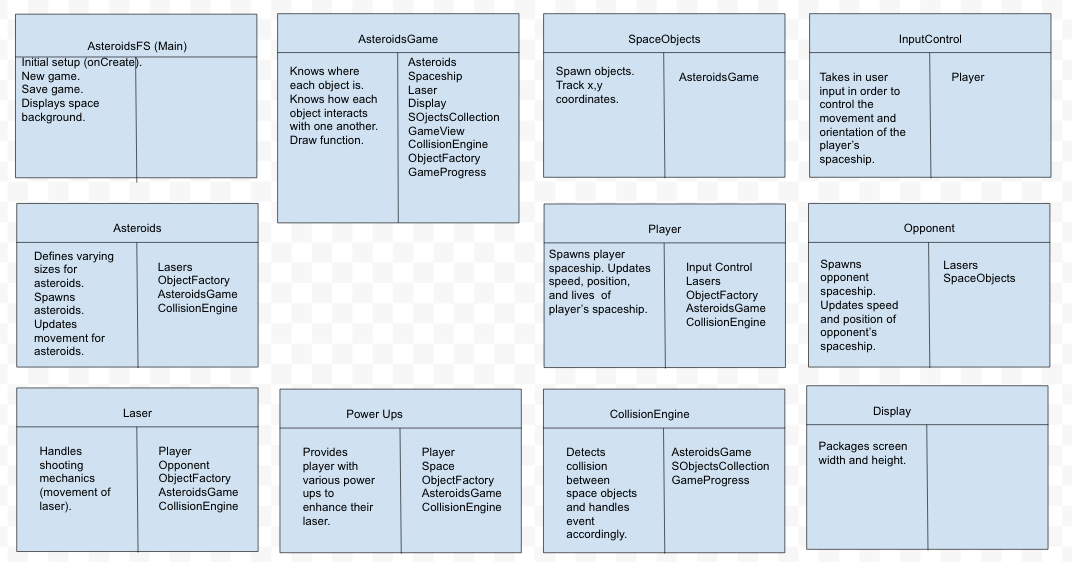 AsteroidsFS (Main)
Initial setup (onCreate).
New game.
Save game.
Displays space
background.
AsteroidsGame
Knows where
each object is.
Knows how each
object interacts
with one another.
Draw function.
Asteroids
Spaceship
Laser
Display
SOjectsCollection
GameView
CollisionEngine
ObjectFactory
GameProgress
SpaceObjects
Spawn objects.
Track x,y
coordinates.
AsteroidsGame
InputControl
Takes in user
input in order to
control the
movement and
orientation of the
player's
spaceship.
Player
Asteroids
Defines varying
sizes for
asteroids.
Spawns
asteroids.
Updates
movement for
asteroids.
Lasers
ObjectFactory
AsteroidsGame
CollisionEngine
Player
Spawns player
spaceship. Updates
speed, position,
and lives  of
player's spaceship.
Input Control
Lasers
ObjectFactory
AsteroidsGame
CollisionEngine
Opponent
Spawns
opponent
spaceship.
Updates speed
and position of
opponent's
spaceship.
Lasers
SpaceObjects
Laser
Handles
shooting
mechanics
(movement of
laser).
Player
Opponent
ObjectFactory
AsteroidsGame
CollisionEngine
Power Ups
Provides
player with
various power
ups to
enhance their
laser.
Player
Space
ObjectFactory
AsteroidsGame
CollisionEngine
CollisionEngine
Detects
collision
between
space objects
and handles
event
accordingly.
AsteroidsGame
SObjectsCollection
GameProgress
Display
Packages screen
width and height.